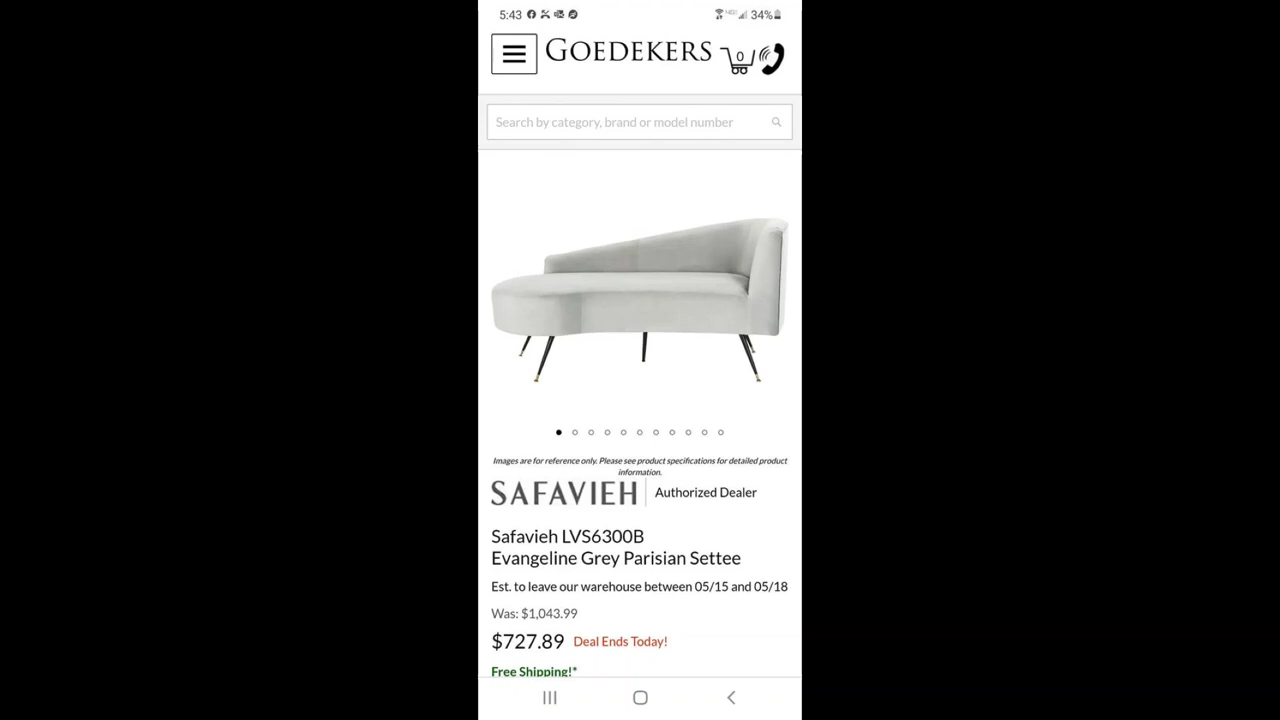 5:43
34%
GOEDEKERS
0
Search by category, brand or model number
Images are for reference only. Please see product specifications for detailed product
information.
SAFAVIEH
Authorized Dealer
Safavieh LVS6300B
Evangeline Grey Parisian Settee
Est. to leave our warehouse between 05/15 and 05/18
Was: $1,043.99
$727.89 Deal Ends Today!
Free Shipping!*